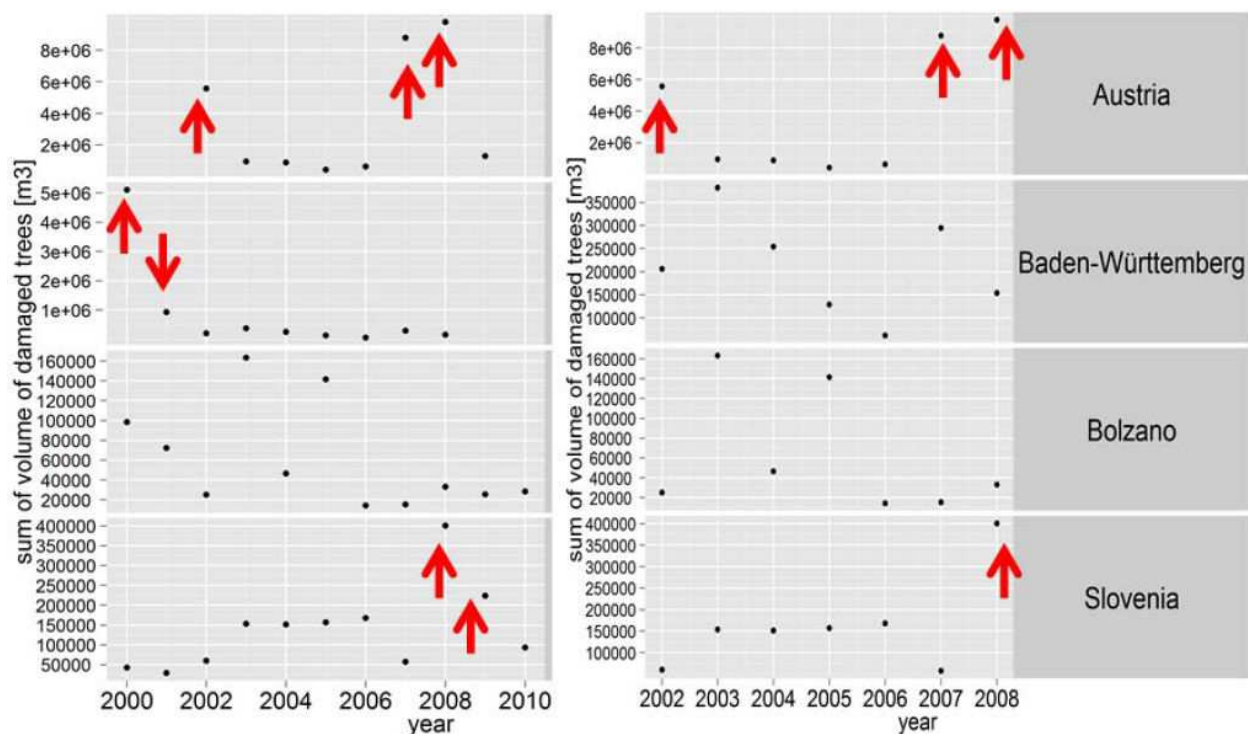 sum of volume of damaged trees [m3]
8e+06
6e+06
4e+06
2e+06
5e+06
4e+06
3e+06
2e+06
1e+06
160000
140000
120000
100000
80000
60000
40000
20000
400000
350000
300000
250000
200000
150000
100000
50000
2000 2002 2004 2006 2008 2010
year
sum of volume of damaged trees [m3]
8e+06
6e+06
4e+06
2e+06
Austria
350000
300000
250000
200000
150000
100000
Baden-Württemberg
160000
140000
120000
100000
80000
60000
40000
20000
Bolzano
400000
350000
300000
250000
200000
150000
100000
Slovenia
2002 2003 2004 2005 2006 2007 2008
year